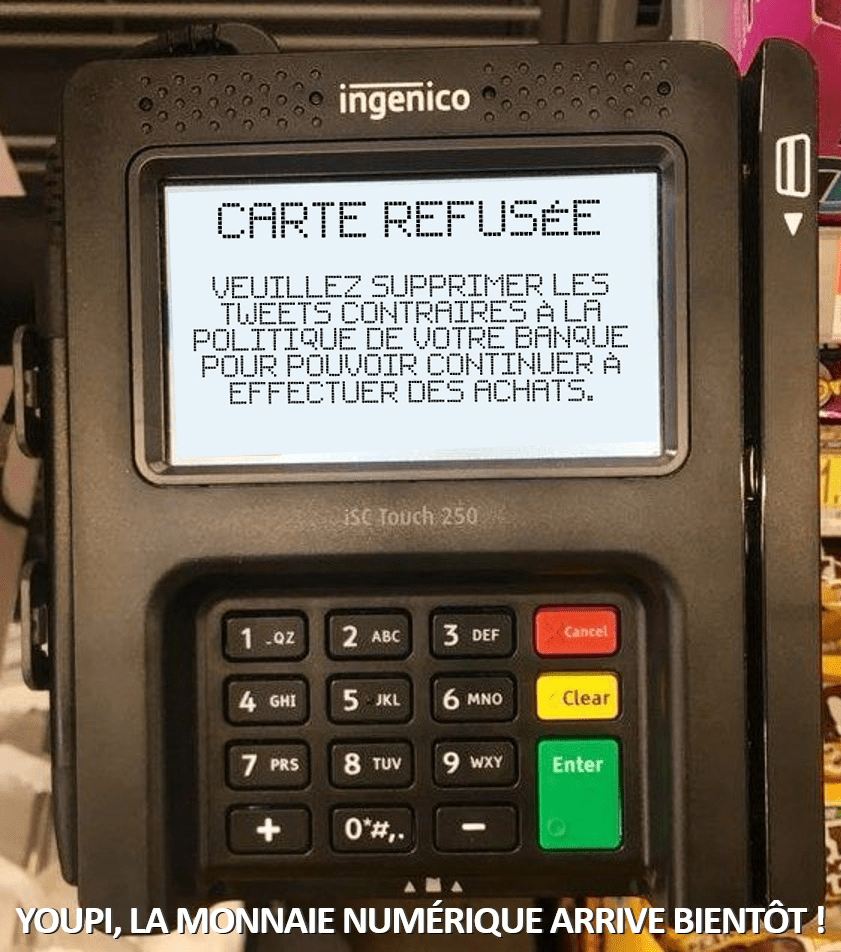 ingenico
CARTE REFUSÉE
VEUILLEZ SUPPRIMER LES
TWEETS CONTRAIRES À LA
POLITIQUE DE VOTRE BANQUE
POUR POUVOIR CONTINUER À
EFFECTUER DES ACHATS.
iSC Touch 250
1 -QZ 2 ABC 3 DEF Cancel
4 GHI 5 JKL 6 MNO Clear
7 PRS 8 TUV 9 WXY Enter
+ 0*#,. -
YOUPI, LA MONNAIE NUMÉRIQUE ARRIVE BIENTÔT !